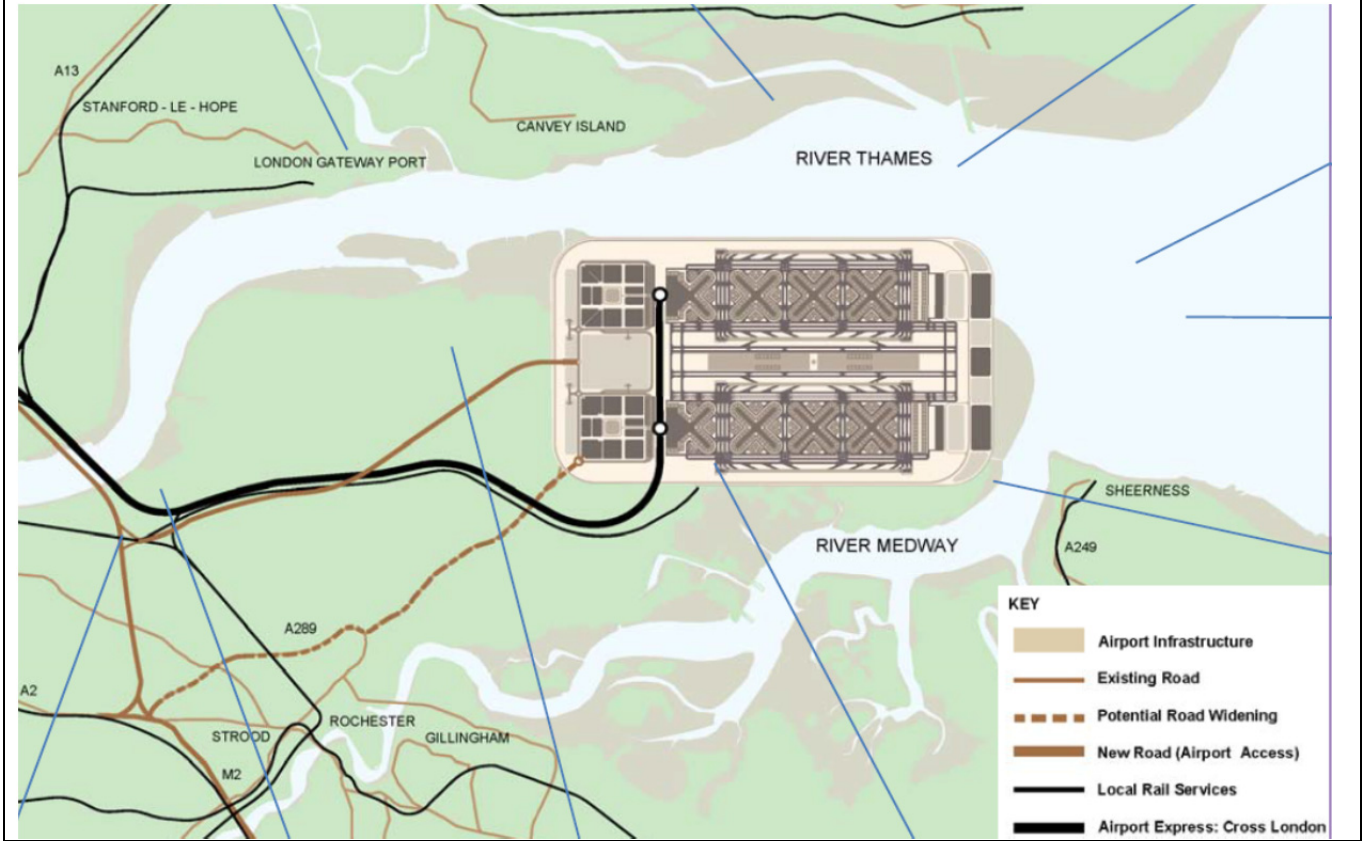 A13
STANFORD - LE - HOPE
CANVEY ISLAND
LONDON GATEWAY PORT
RIVER THAMES
SHEERNESS
RIVER MEDWAY
A249
A289
A2
ROCHESTER
STROOD
GILLINGHAM
M2
KEY
Airport Infrastructure
Existing Road
Potential Road Widening
New Road (Airport Access)
Local Rail Services
Airport Express: Cross London